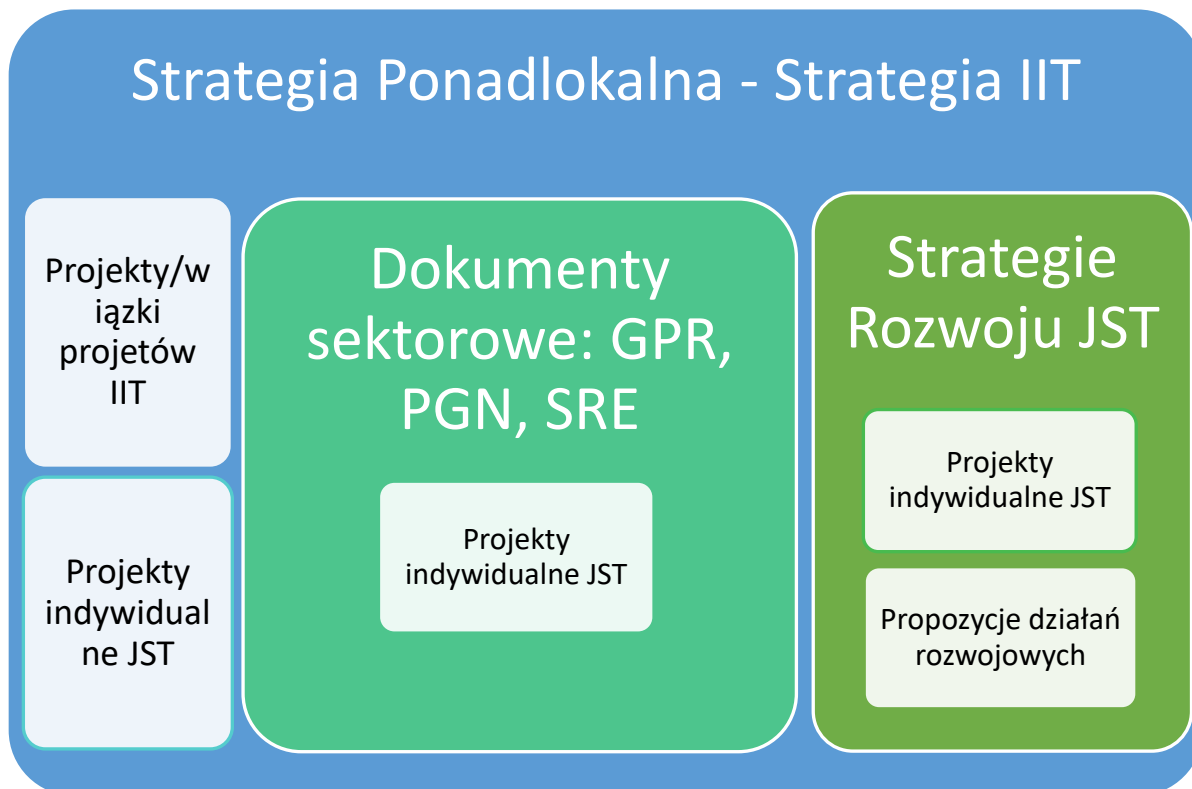 Strategia Ponadlokalna - Strategia IIT
Projekty/w
iązki
projetów
IIT
Projekty
indywidual
ne JST
Dokumenty
sektorowe: GPR,
PGN, SRE
Projekty
indywidualne JST
Strategie
Rozwoju JST
Projekty
indywidualne JST
Propozycje działań
rozwojowych